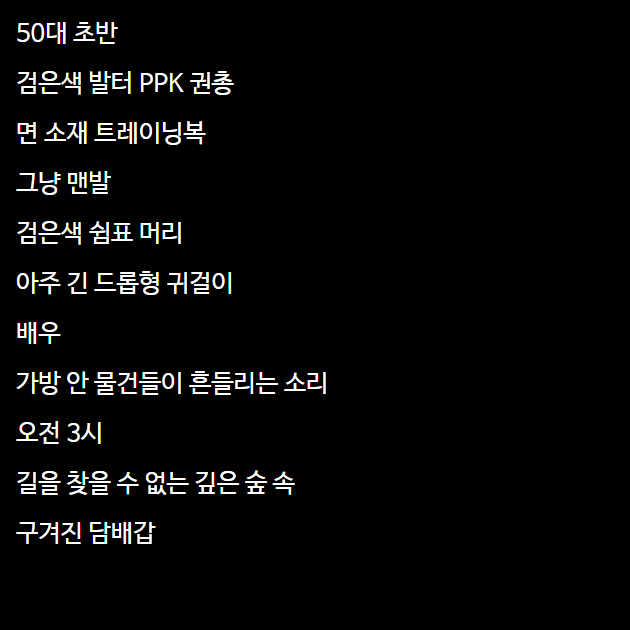 50대 초반
검은색 발터 PPK 권총
면 소재 트레이닝복
그냥 맨발
검은색 쉼표 머리
아주 긴 드롭형 귀걸이
배우
가방 안 물건들이 흔들리는 소리
오전 3시
길을 찾을 수 없는 깊은 숲 속
구겨진 담배갑